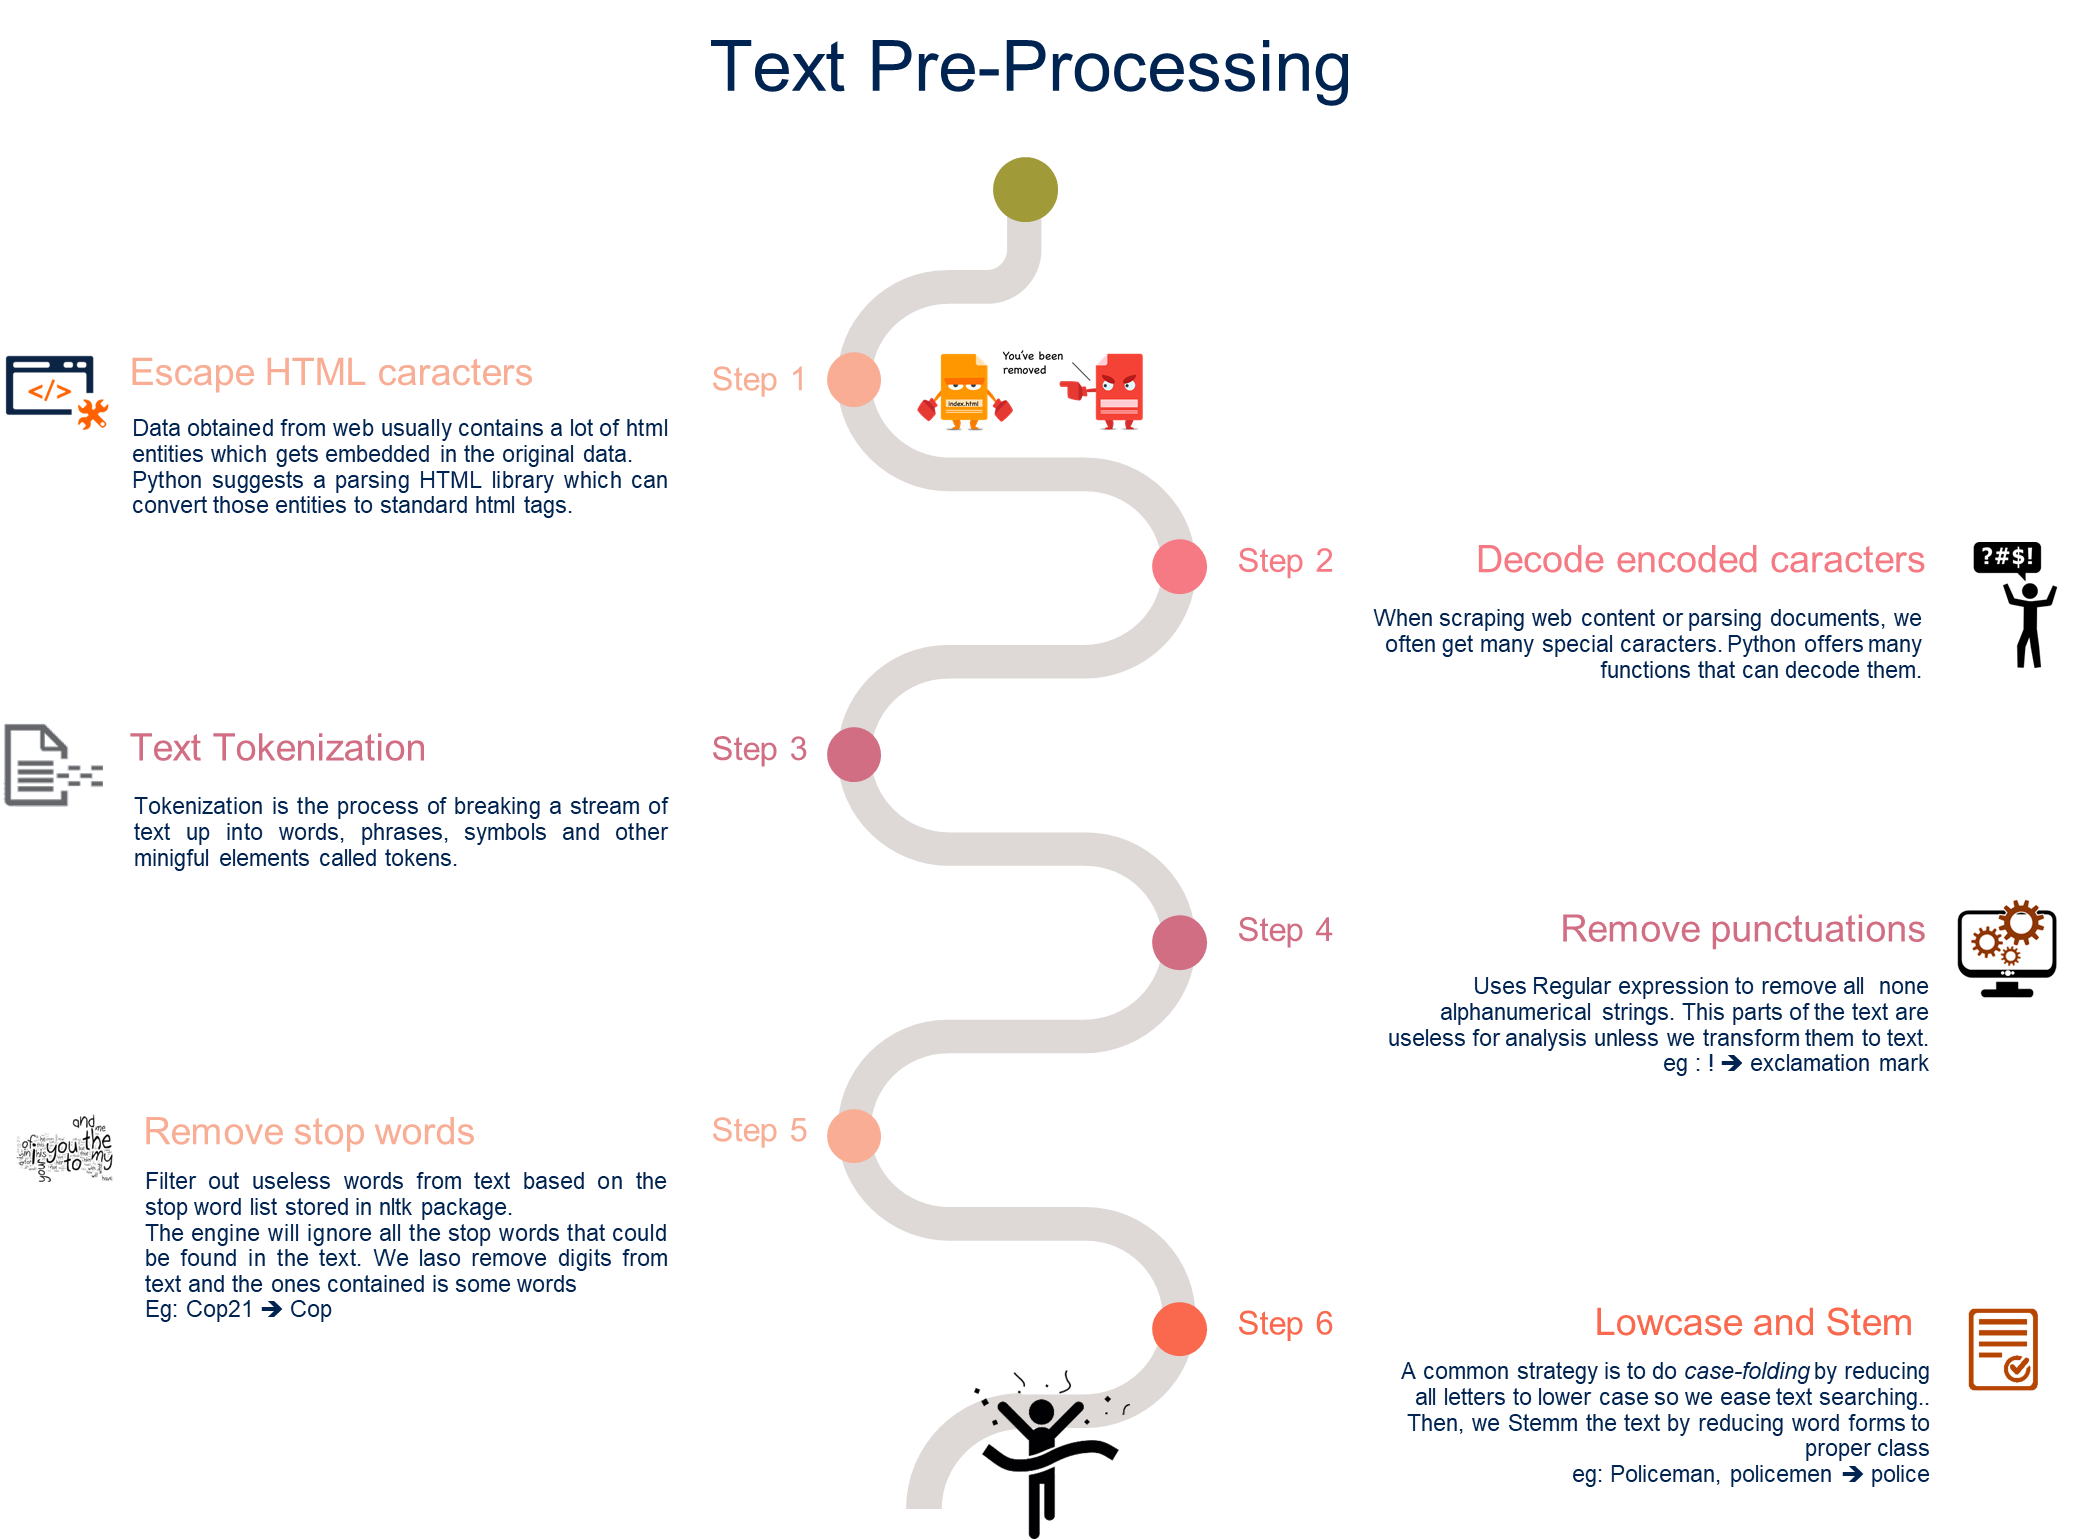 Text Pre-Processing
You've been
removed
index.html
</>
Escape HTML caracters
Step 1
Data obtained from web usually contains a lot of html
entities which gets embedded in the original data.
Python suggests a parsing HTML library which can
convert those entities to standard html tags.
Step 2
Decode encoded caracters
?#$!
When scraping web content or parsing documents, we
often get many special caracters. Python offers many
functions that can decode them.
Text Tokenization
Step 3
Tokenization is the process of breaking a stream of
text up into words, phrases, symbols and other
minigful elements called tokens.
Step 4
Remove punctuations
Uses Regular expression to remove all none
alphanumerical strings. This parts of the text are
useless for analysis unless we transform them to text.
eg : ! ➔ exclamation mark
and me
of i you the
to my
Remove stop words
Step 5
Filter out useless words from text based on the
stop word list stored in nltk package.
The engine will ignore all the stop words that could
be found in the text. We laso remove digits from
text and the ones contained is some words
Eg: Cop21 ➔ Cop
Step 6
Lowcase and Stem
A common strategy is to do case-folding by reducing
all letters to lower case so we ease text searching..
Then, we Stemm the text by reducing word forms to
proper class
eg: Policeman, policemen ➔ police